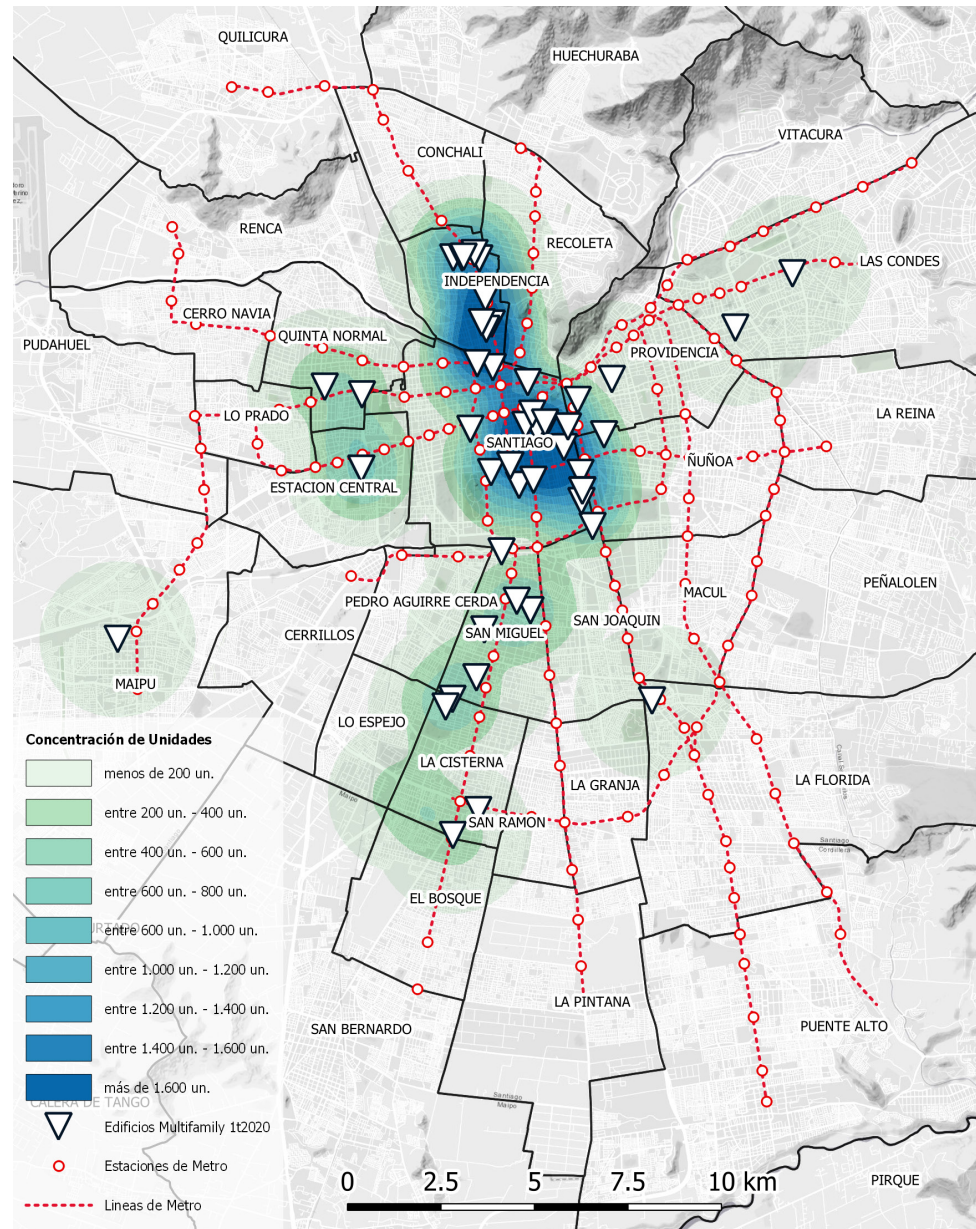 QUILICURA
HUECHURABA
VITACURA
CONCHALI
RENCA
RECOLETA
LAS CONDES
INDEPENDENCIA
CERRO NAVIA
QUINTA NORMAL
PUDAHUEL
PROVIDENCIA
LO PRADO
LA REINA
SANTIAGO
ÑUÑOA
ESTACION CENTRAL
PEÑALOLEN
MACUL
PEDRO AGUIRRE CERDA
SAN JOAQUIN
SAN MIGUEL
CERRILLOS
MAIPU
LO ESPEJO
LA CISTERNA
LA FLORIDA
LA GRANJA
Maipo
SAN RAMON
Santiago
Cordillera
EL BOSQUE
LA PINTANA
SAN BERNARDO
PUENTE ALTO
Santiago
Maipo
PIRQUE
Concentración de Unidades
menos de 200 un.
entre 200 un. - 400 un.
entre 400 un. - 600 un.
entre 600 un. - 800 un.
entre 600 un. - 1.000 un.
URTADO
entre 1.000 un. - 1.200 un.
entre 1.200 un. - 1.400 un.
entre 1.400 un. - 1.600 un.
más de 1.600 un.
CALERA DE TANGO
Edificios Multifamily 1t2020
Estaciones de Metro
Lineas de Metro
0 2.5 5 7.5 10 km